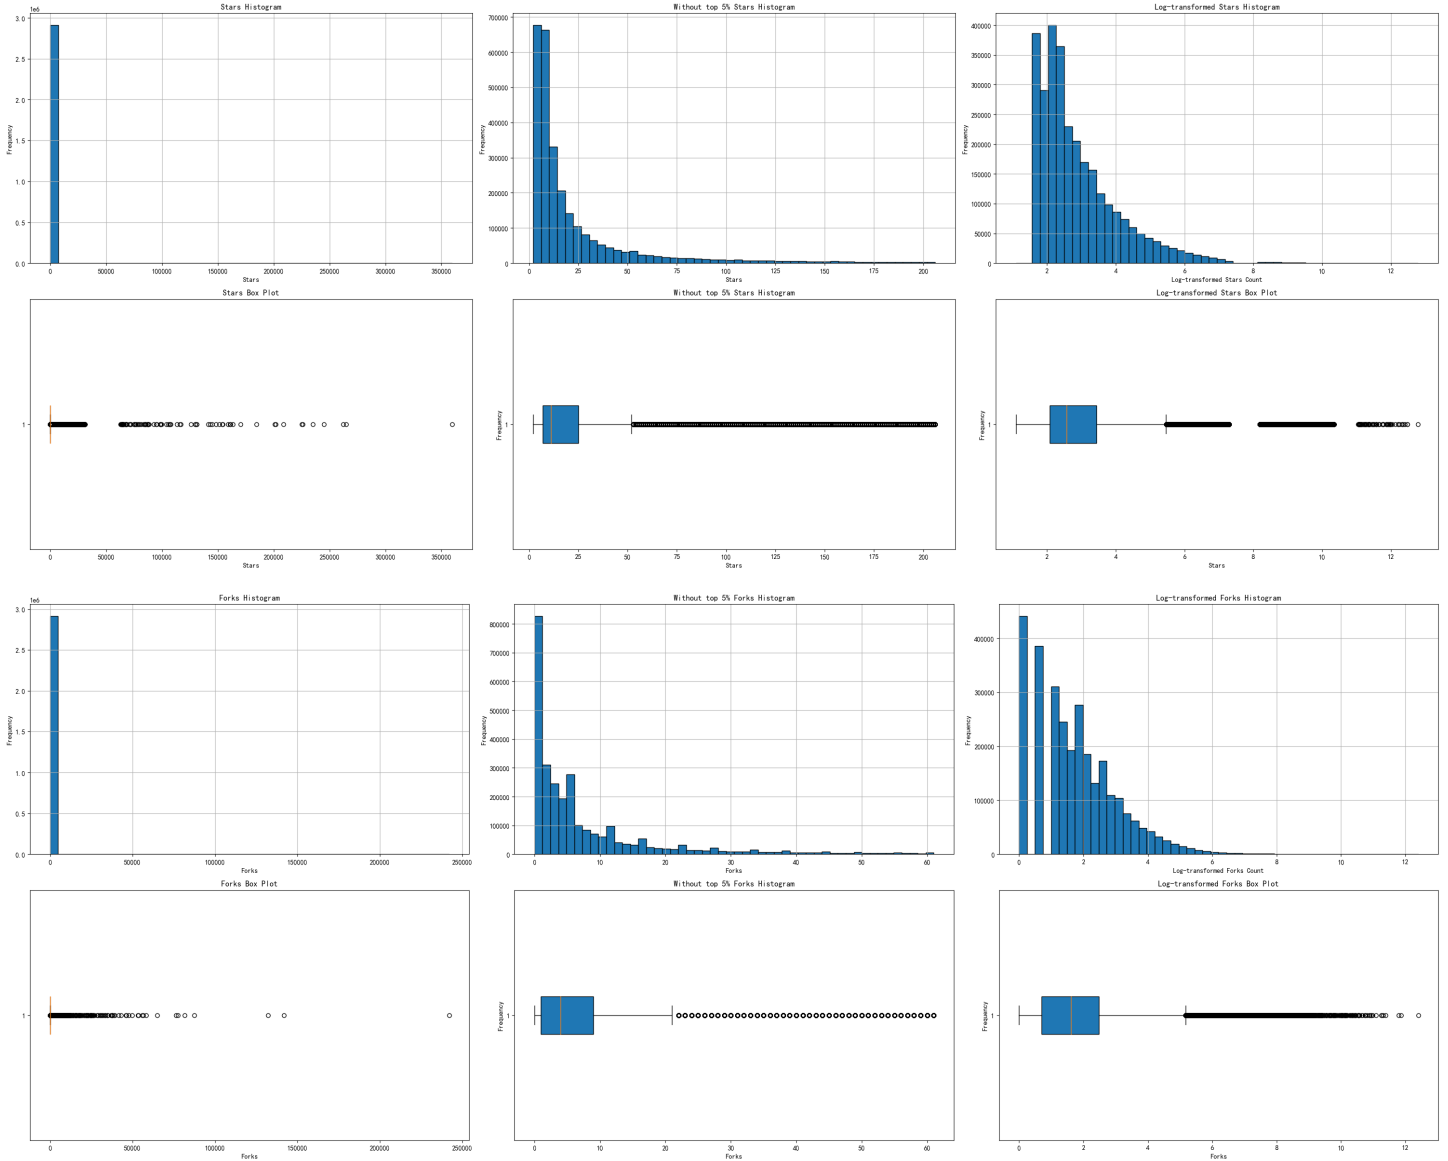 Stars Histogram
1e6
3.0
2.5
2.0
1.5
1.0
0.5
0.0
Frequency
0 50000 100000 150000 200000 250000 300000 350000
Stars
Without top 5% Stars Histogram
700000
600000
500000
400000
300000
200000
100000
0
Frequency
0 25 50 75 100 125 150 175 200
Stars
Log-transformed Stars Histogram
400000
350000
300000
250000
200000
150000
100000
50000
0
Frequency
2 4 6 8 10 12
Log-transformed Stars Count
Stars Box Plot
1
0 50000 100000 150000 200000 250000 300000 350000
Stars
Without top 5% Stars Histogram
Frequency
1
0 25 50 75 100 125 150 175 200
Stars
Log-transformed Stars Box Plot
Frequency
1
2 4 6 8 10 12
Stars
Forks Histogram
1e6
3.0
2.5
2.0
1.5
1.0
0.5
0.0
Frequency
0 50000 100000 150000 200000 250000
Forks
Without top 5% Forks Histogram
800000
700000
600000
500000
400000
300000
200000
100000
0
Frequency
0 10 20 30 40 50 60
Forks
Log-transformed Forks Histogram
400000
300000
200000
100000
0
Frequency
0 2 4 6 8 10 12
Log-transformed Forks Count
Forks Box Plot
1
0 50000 100000 150000 200000 250000
Forks
Without top 5% Forks Histogram
Frequency
1
0 10 20 30 40 50 60
Forks
Log-transformed Forks Box Plot
Frequency
1
0 2 4 6 8 10 12
Forks